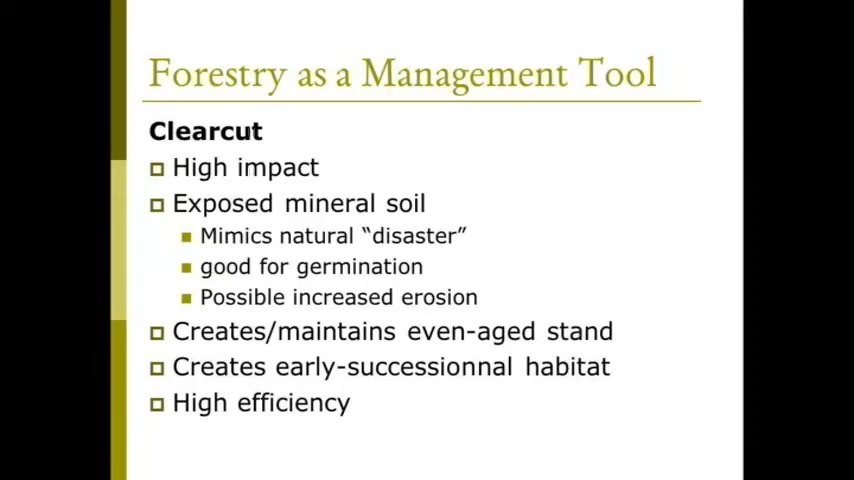 Forestry as a Management Tool
Clearcut
High impact
Exposed mineral soil
Mimics natural “disaster”
good for germination
Possible increased erosion
Creates/maintains even-aged stand
Creates early-successionnal habitat
High efficiency